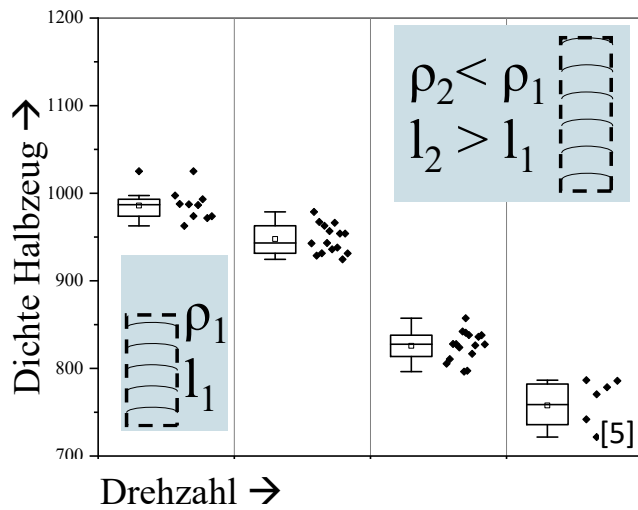 1200
1100
1000
900
800
700
Dichte Halbzeug →
Drehzahl →
ρ₂< ρ₁
l₂ > l₁
ρ₁
l₁
[5]